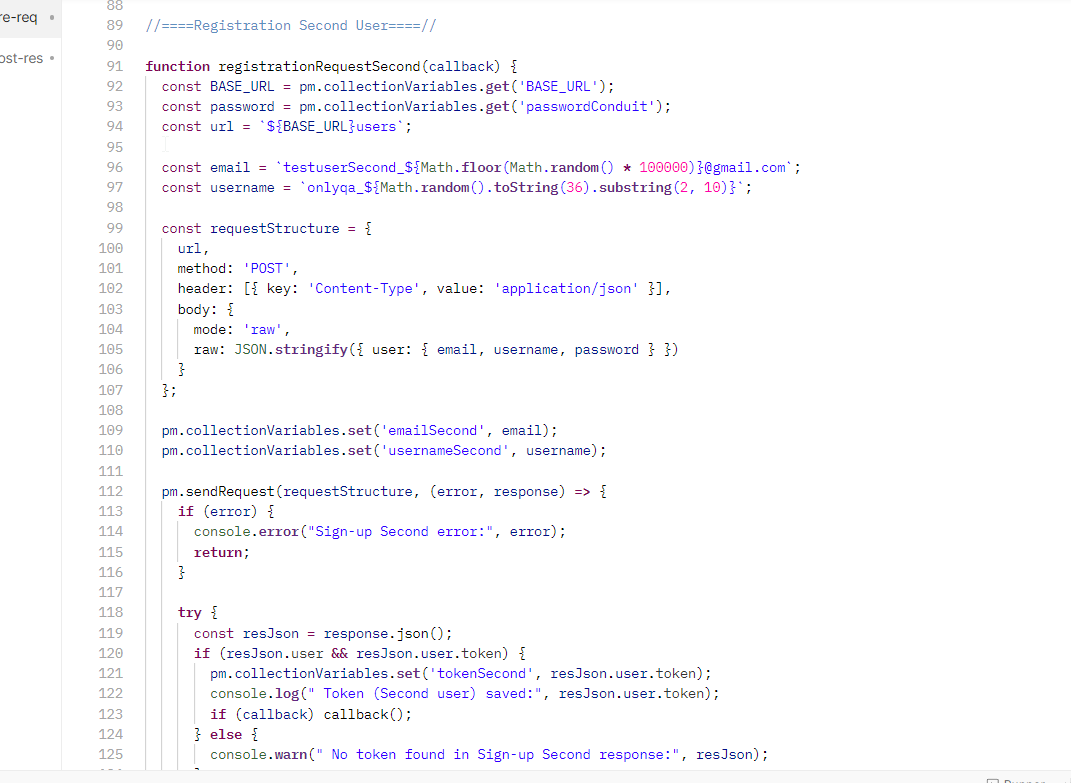 re-req
ost-res
88
89 //====Registration Second User====//
90
91 function registrationRequestSecond(callback) {
92   const BASE_URL = pm.collectionVariables.get('BASE_URL');
93   const password = pm.collectionVariables.get('passwordConduit');
94   const url = `${BASE_URL}users`;
95
96   const email = `testuserSecond_${Math.floor(Math.random() * 100000)}@gmail.com`;
97   const username = `onlyqa_${Math.random().toString(36).substring(2, 10)}`;
98
99   const requestStructure = {
100     url,
101     method: 'POST',
102     header: [{ key: 'Content-Type', value: 'application/json' }],
103     body: {
104       mode: 'raw',
105       raw: JSON.stringify({ user: { email, username, password } })
106     }
107   };
108
109   pm.collectionVariables.set('emailSecond', email);
110   pm.collectionVariables.set('usernameSecond', username);
111
112   pm.sendRequest(requestStructure, (error, response) => {
113     if (error) {
114       console.error("Sign-up Second error:", error);
115       return;
116     }
117
118     try {
119       const resJson = response.json();
120       if (resJson.user && resJson.user.token) {
121         pm.collectionVariables.set('tokenSecond', resJson.user.token);
122         console.log(" Token (Second user) saved:", resJson.user.token);
123         if (callback) callback();
124       } else {
125         console.warn(" No token found in Sign-up Second response:", resJson);